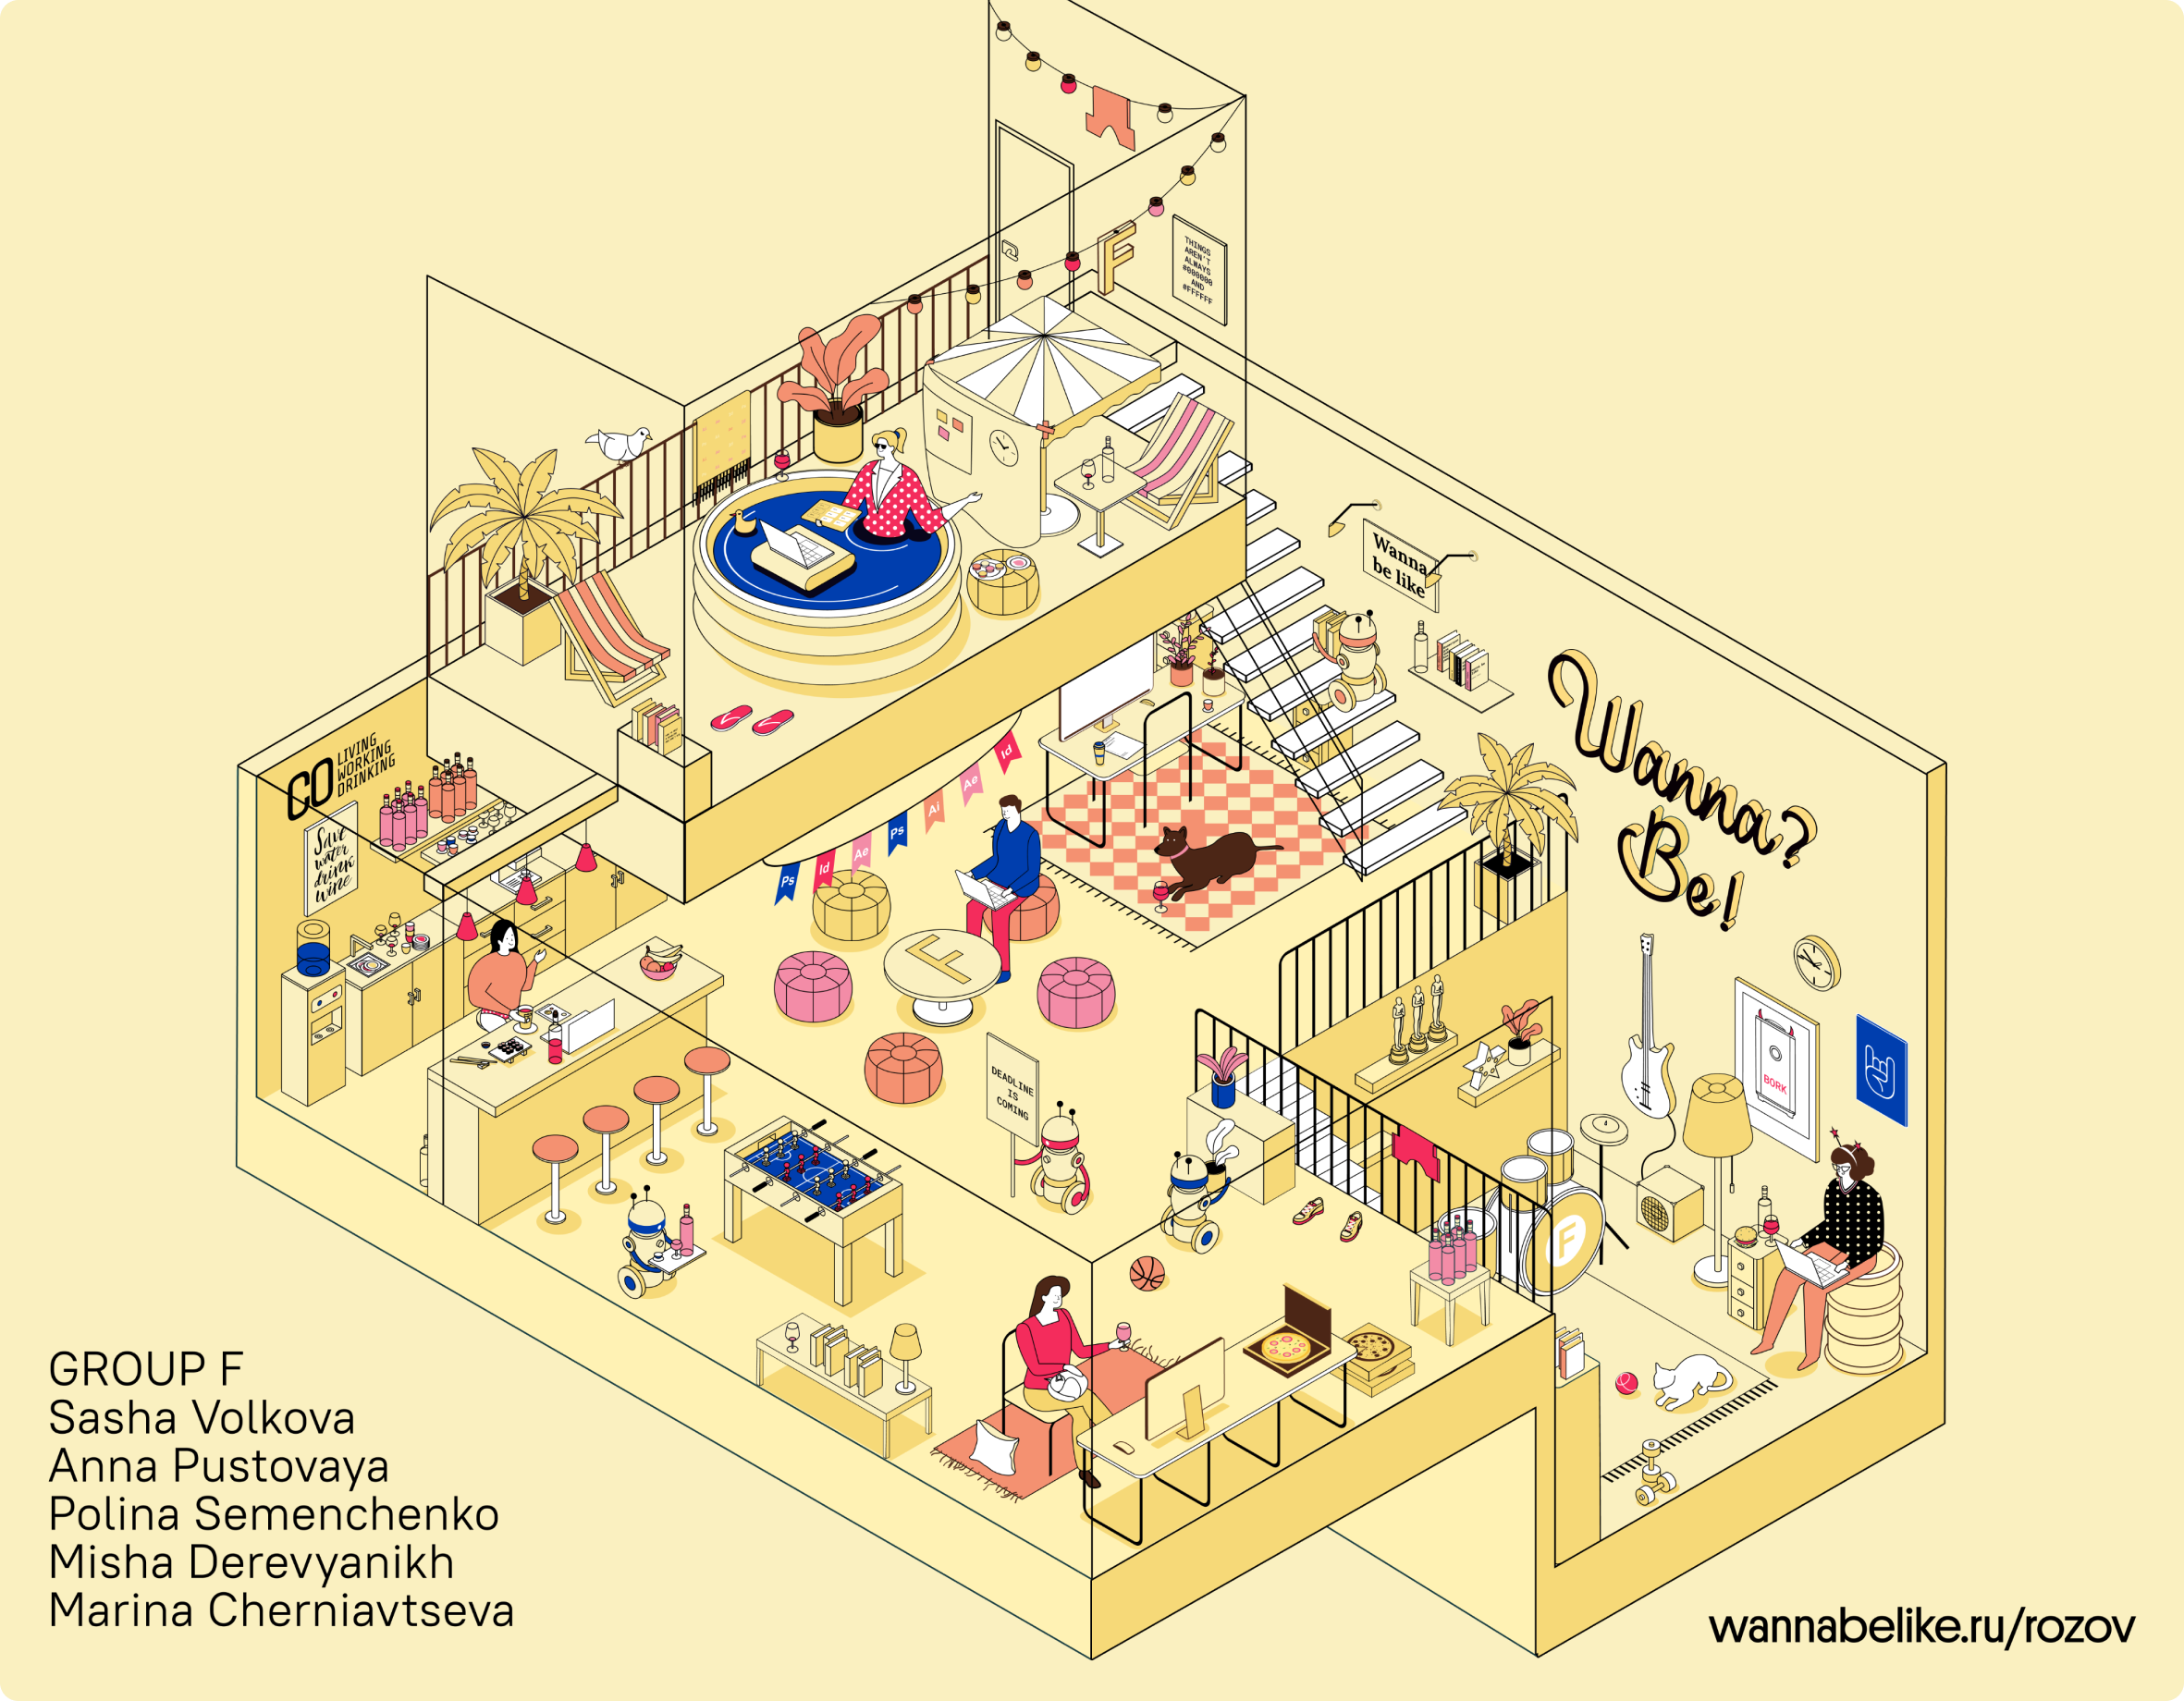 F
THINGS
AREN'T
ALWAYS
#000000
AND
#FFFFFF
Wanna
be like
Wanna?
Be!
CO
LIVING
WORKING
DRINKING
Save
water
drink
wine
Ps
Id
Ae
Ps
Ai
Ae
Id
F
DEADLINE
IS
COMING
BORK
F
GROUP F
Sasha Volkova
Anna Pustovaya
Polina Semenchenko
Misha Derevyanikh
Marina Cherniavtseva
wannabelike.ru/rozov